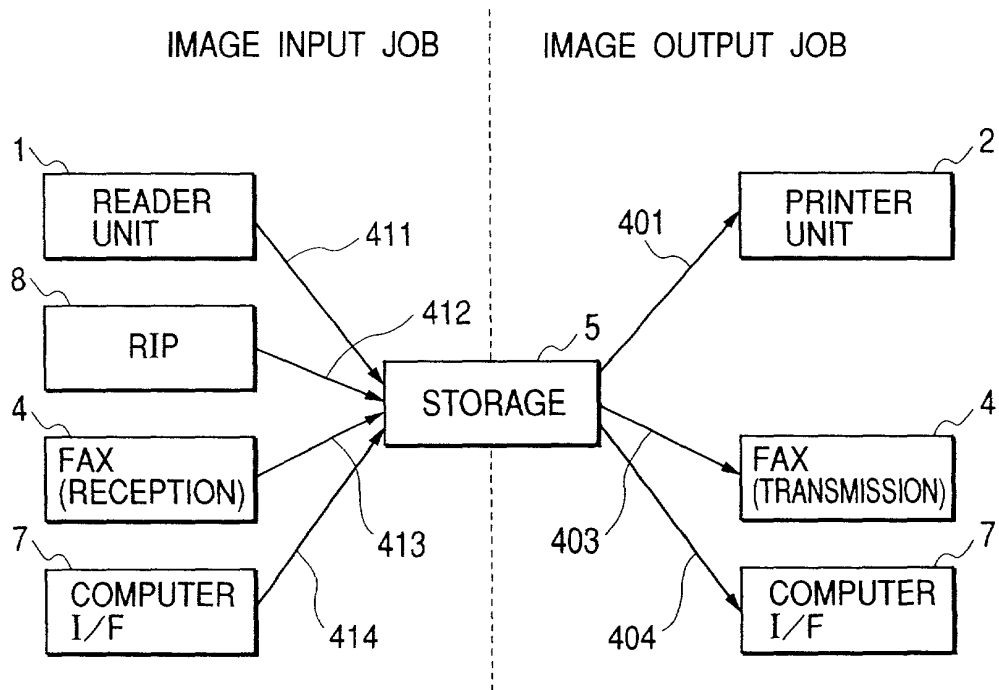 IMAGE INPUT JOB
IMAGE OUTPUT JOB
1
READER
UNIT
411
8
RIP
412
4
FAX
(RECEPTION)
413
7
COMPUTER
I/F
414
5
STORAGE
2
PRINTER
UNIT
401
4
FAX
(TRANSMISSION)
403
7
COMPUTER
I/F
404